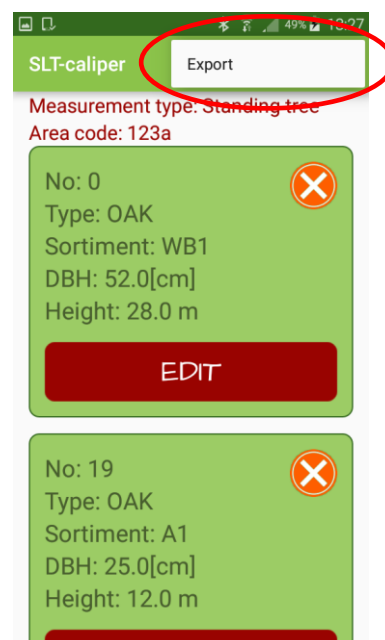 49% 13:27
SLT-caliper Export
Measurement type: Standing tree
Area code: 123a
No: 0
Type: OAK
Sortiment: WB1
DBH: 52.0[cm]
Height: 28.0 m
EDIT
No: 19
Type: OAK
Sortiment: A1
DBH: 25.0[cm]
Height: 12.0 m